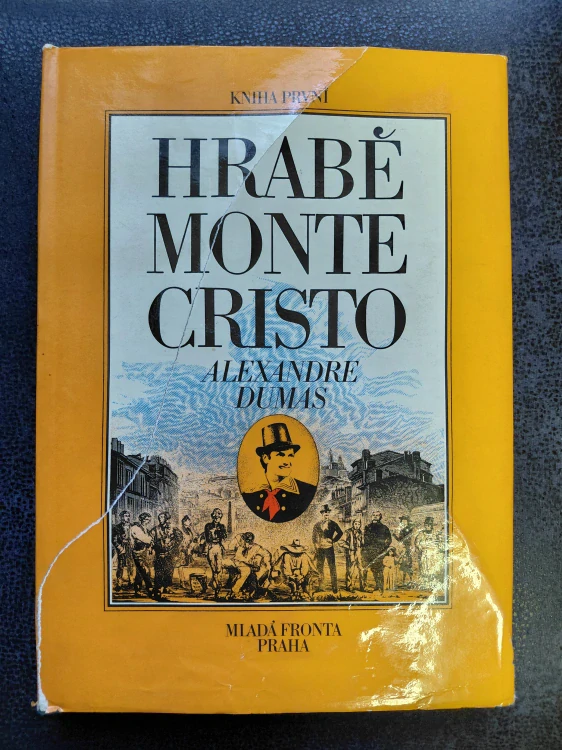 KNIHA PRVNÍ
HRABĚ
MONTE
CRISTO
ALEXANDRE
DUMAS
MLADÁ FRONTA
PRAHA